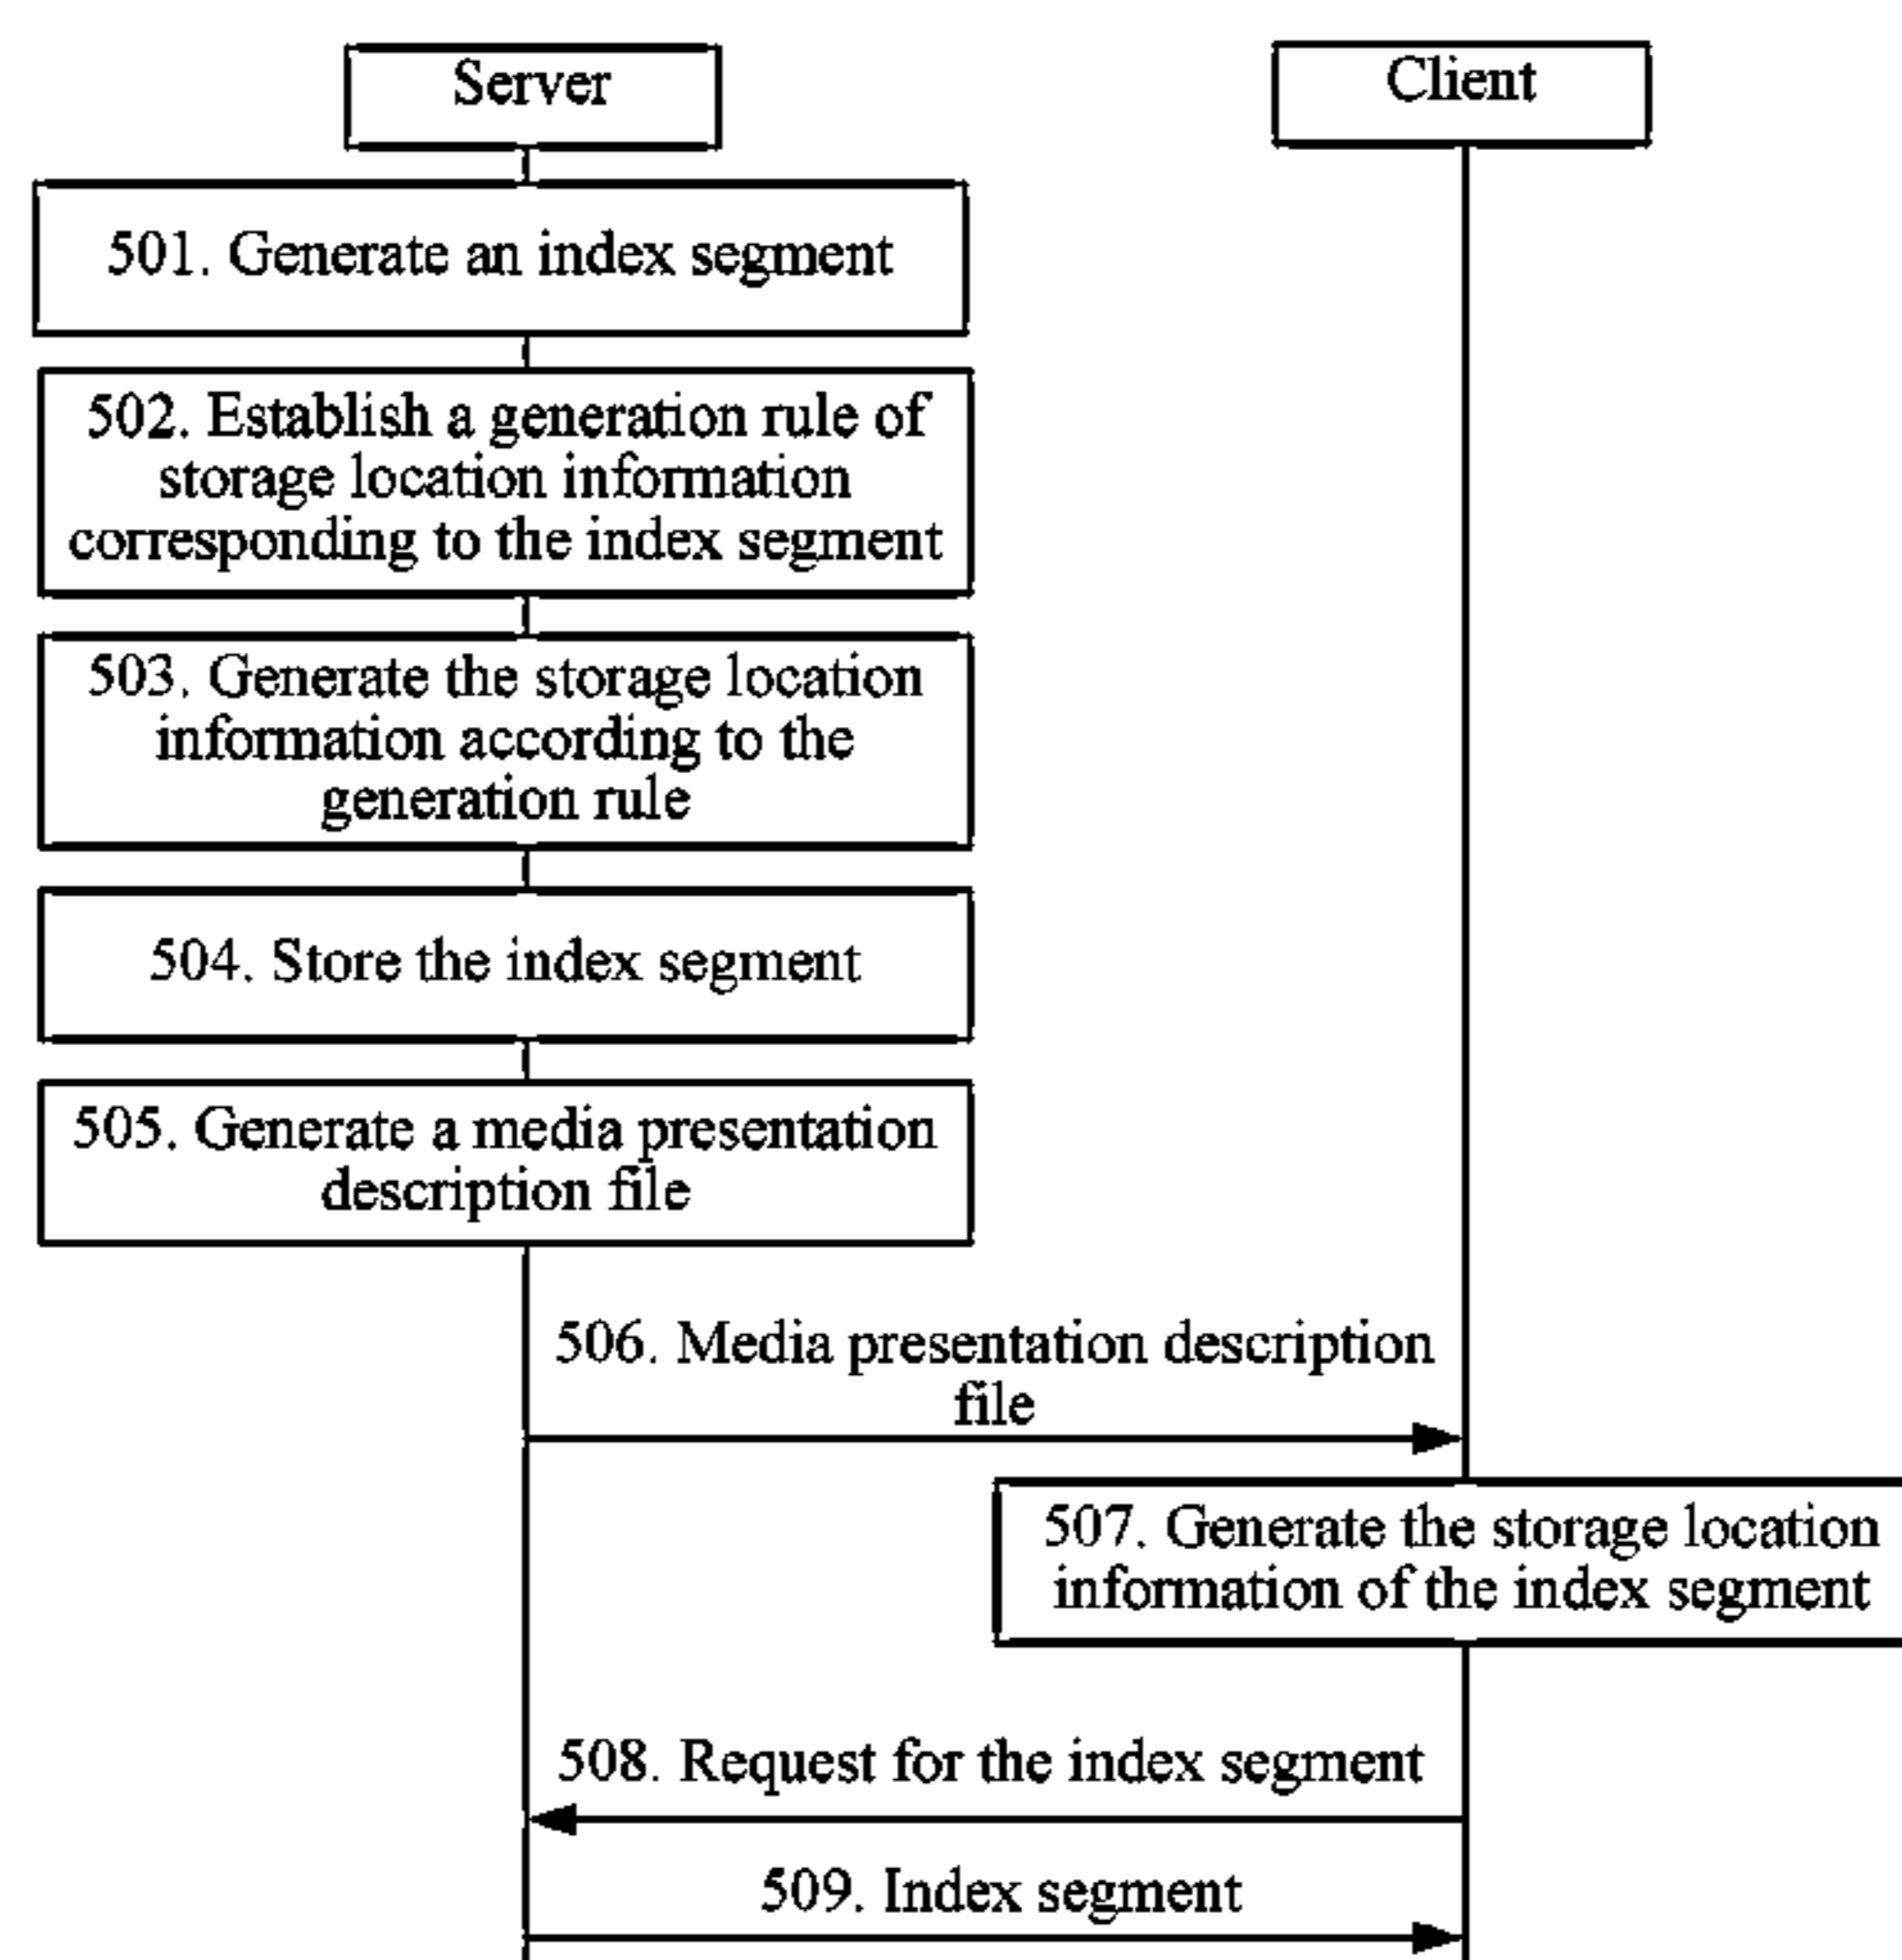 Server
Client
501. Generate an index segment
502. Establish a generation rule of
storage location information
corresponding to the index segment
503. Generate the storage location
information according to the
generation rule
504. Store the index segment
505. Generate a media presentation
description file
506. Media presentation description
file
507. Generate the storage location
information of the index segment
508. Request for the index segment
509. Index segment